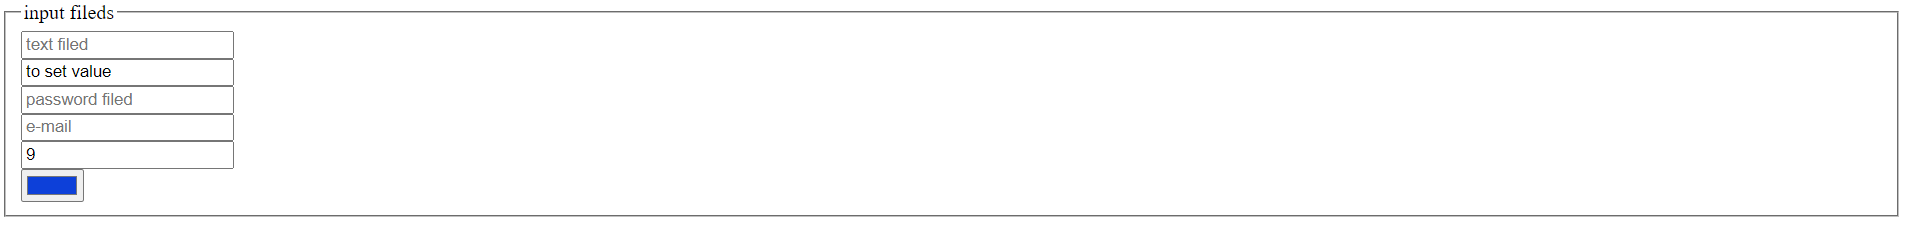 input fileds
text filed
to set value
password filed
e-mail
9